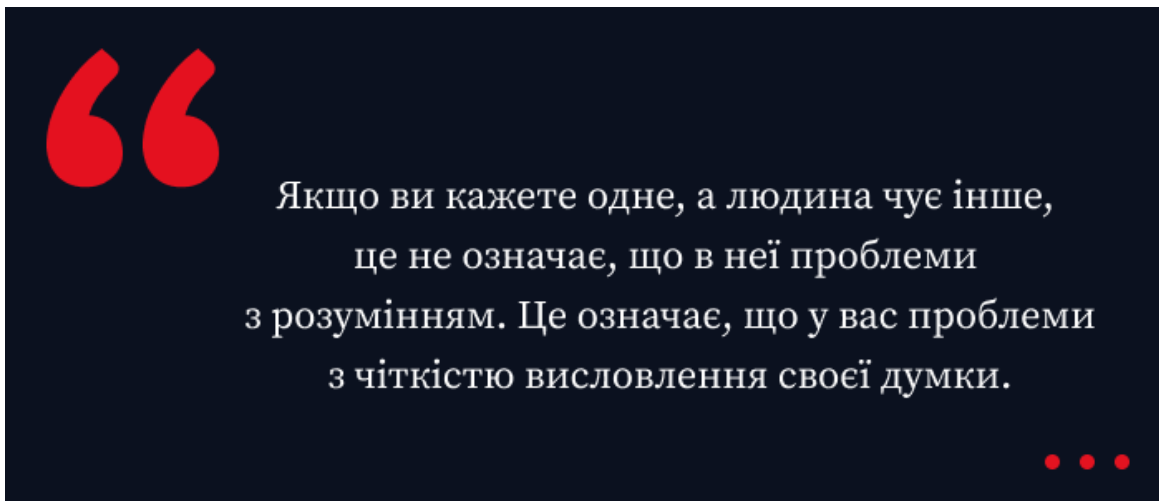 “
Якщо ви кажете одне, а людина чує інше,
це не означає, що в неї проблеми
з розумінням. Це означає, що у вас проблеми
з чіткістю висловлення своєї думки.